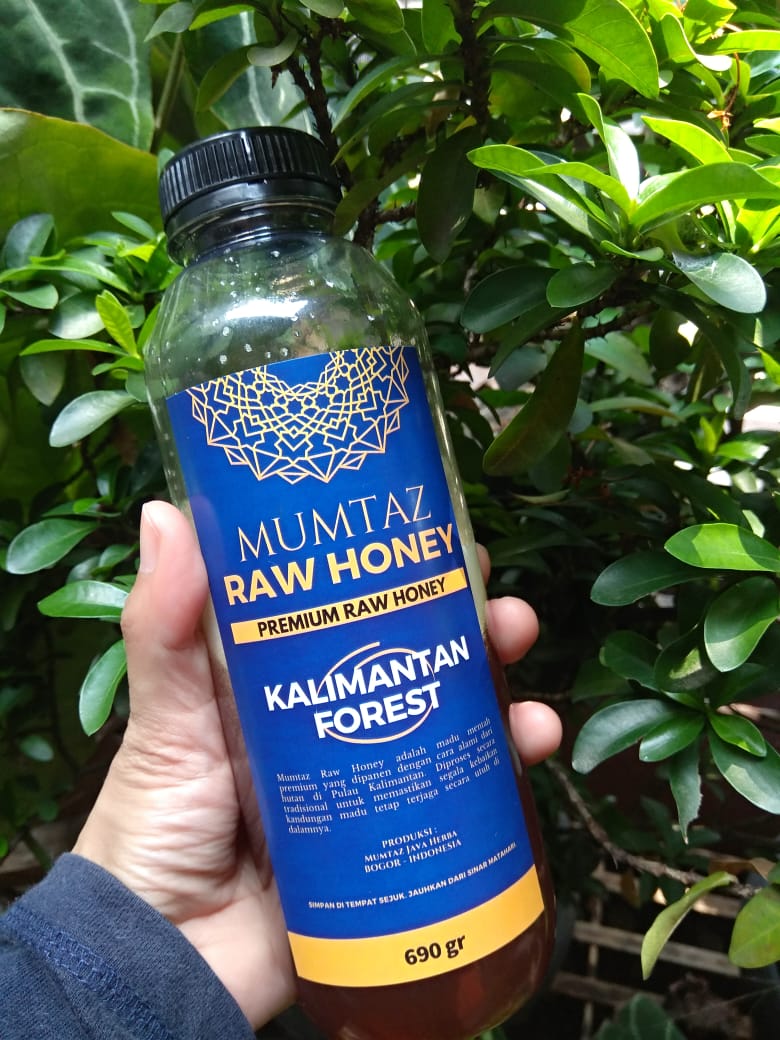 MUMTAZ
RAW HONEY
PREMIUM RAW HONEY
KALIMANTAN
FOREST
Mumtaz Raw Honey adalah madu mentah
premium yang dipanen dengan cara alami dari
hutan di Pulau Kalimantan. Diproses secara
tradisional untuk memastikan segala kebaikan
kandungan madu tetap terjaga secara utuh di
dalamnya.
PRODUKSI :
MUMTAZ JAVA HERBA
BOGOR - INDONESIA
SIMPAN DI TEMPAT SEJUK. JAUHKAN DARI SINAR MATAHARI
690 gr